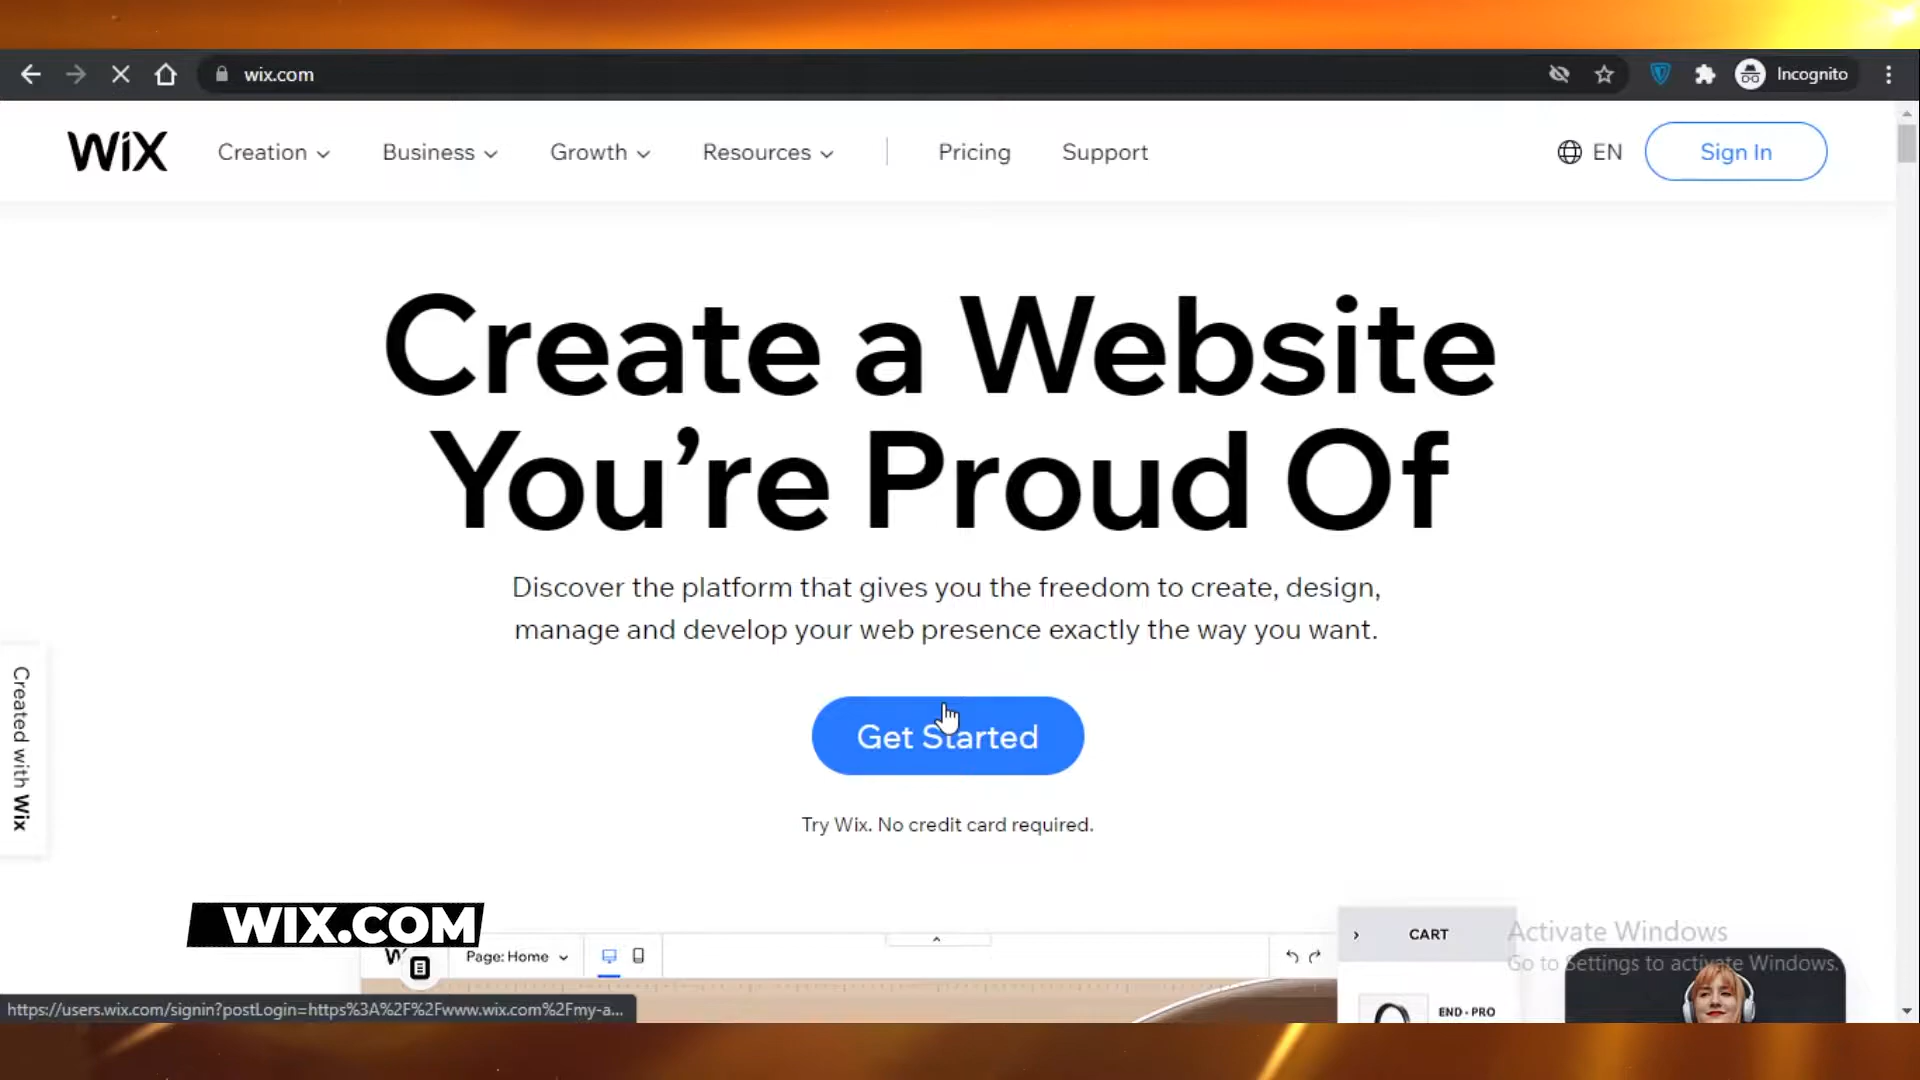 wix.com
Incognito
WiX
Creation
Business
Growth
Resources
Pricing
Support
EN
Sign In
Create a Website
You’re Proud Of
Discover the platform that gives you the freedom to create, design,
manage and develop your web presence exactly the way you want.
Get Started
Try Wix. No credit card required.
Created with Wix
WIX.COM
Page: Home
CART
Activate Windows
Go to Settings to activate Windows.
END - PRO
https://users.wix.com/signin?postLogin=https%3A%2F%2Fwww.wix.com%2Fmy-a...